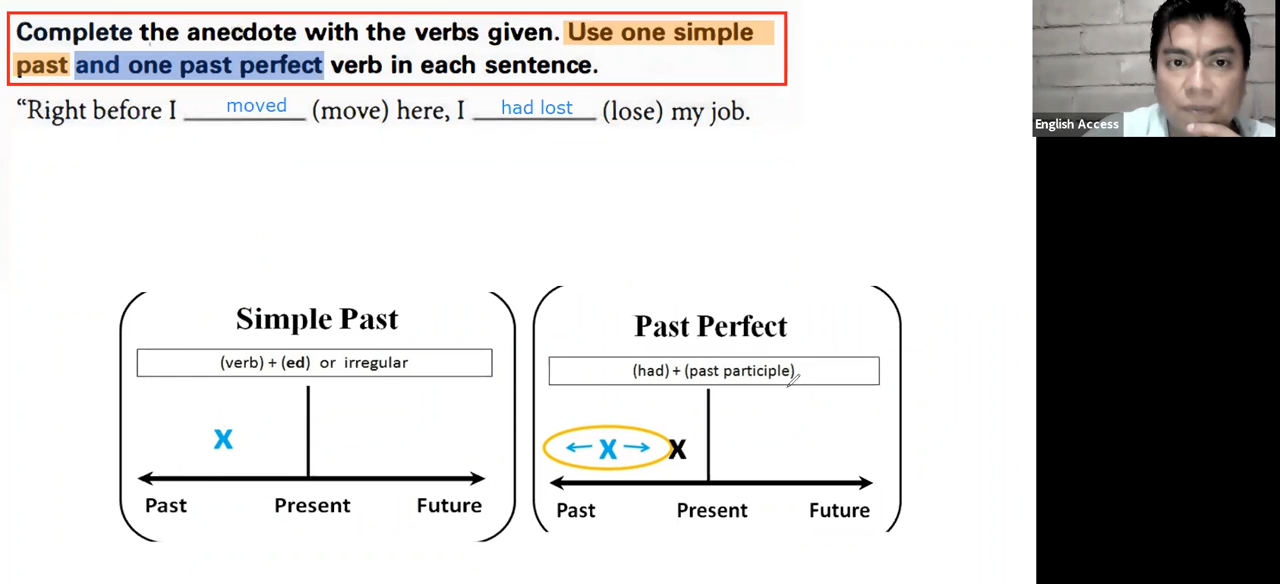 Complete the anecdote with the verbs given. Use one simple
past and one past perfect verb in each sentence.
“Right before I moved (move) here, I had lost (lose) my job.
English Access
Simple Past
(verb) + (ed) or irregular
X
Past Present Future
Past Perfect
(had) + (past participle)
X X
Past Present Future